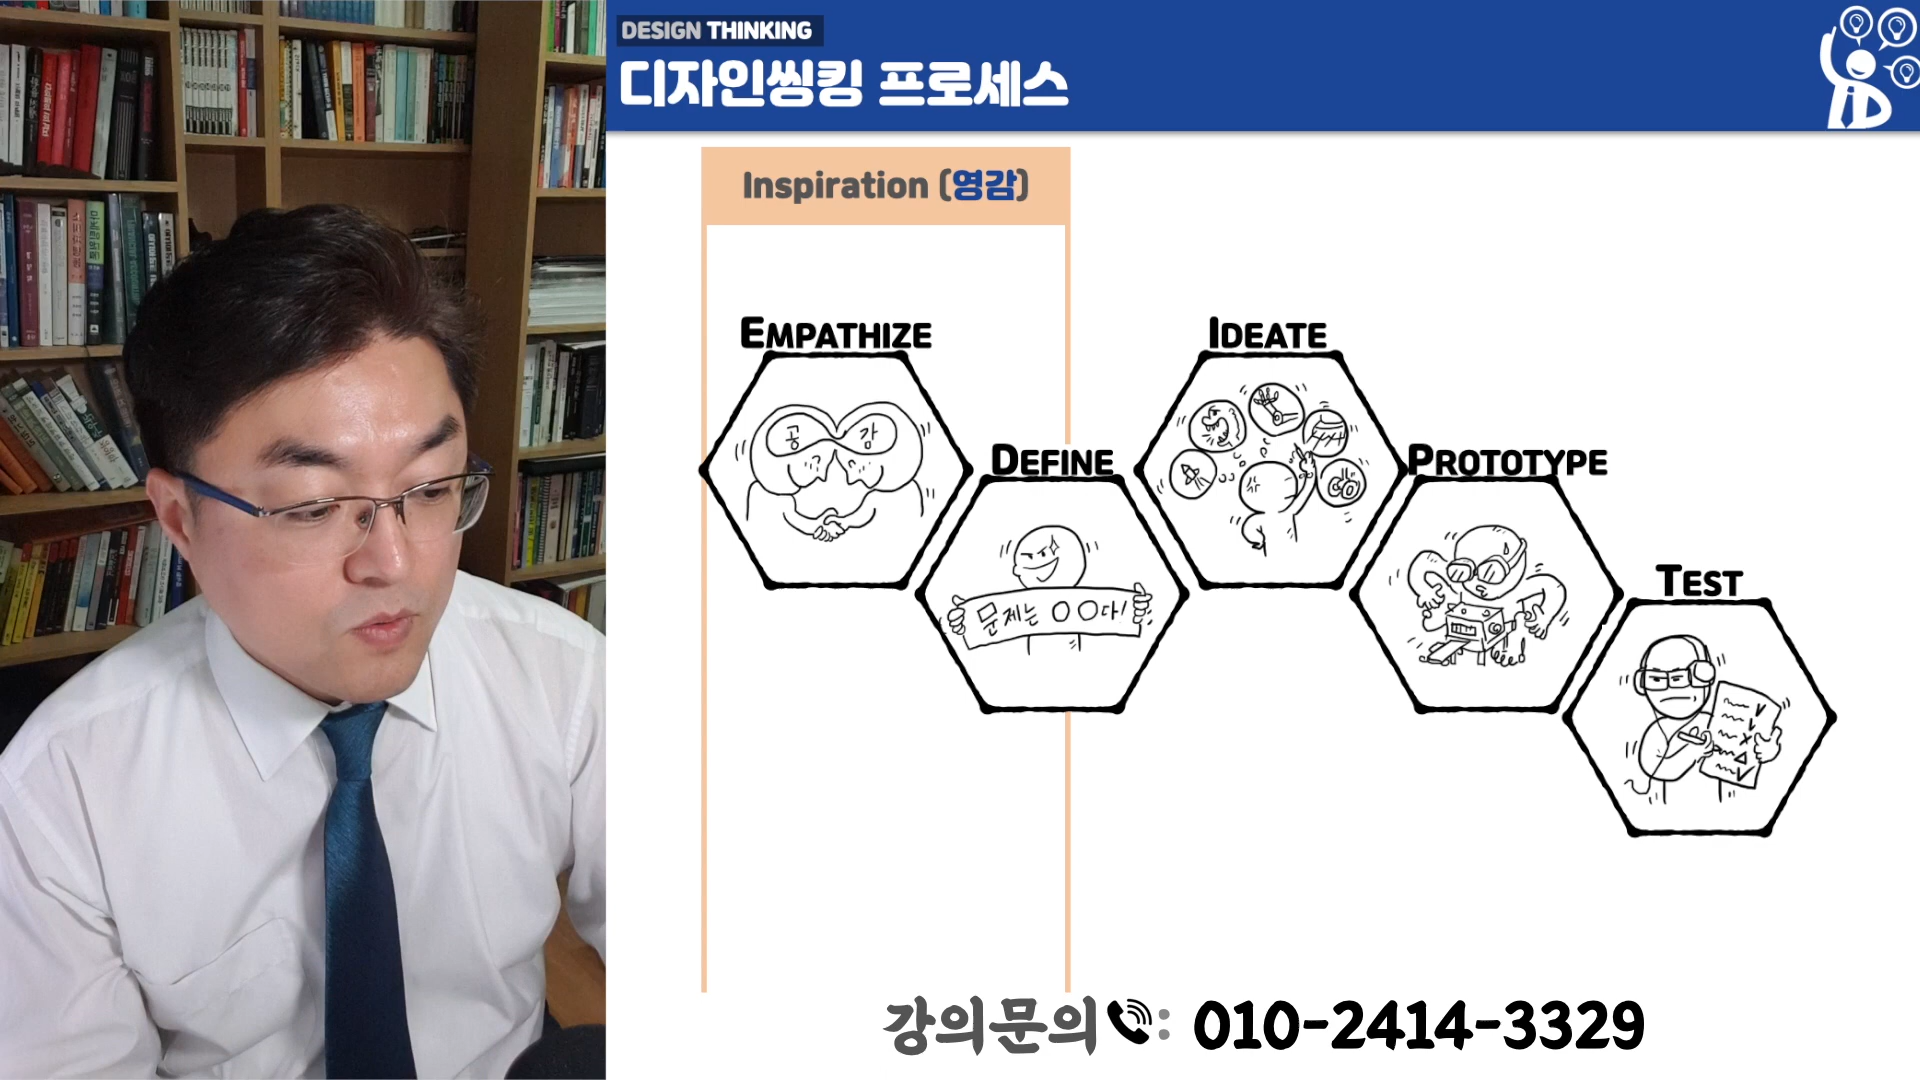 DESIGN THINKING
디자인씽킹 프로세스
Inspiration (영감)
EMPATHIZE
공 감
DEFINE
문제는 OO다!
IDEATE
PROTOTYPE
TEST
강의문의: 010-2414-3329